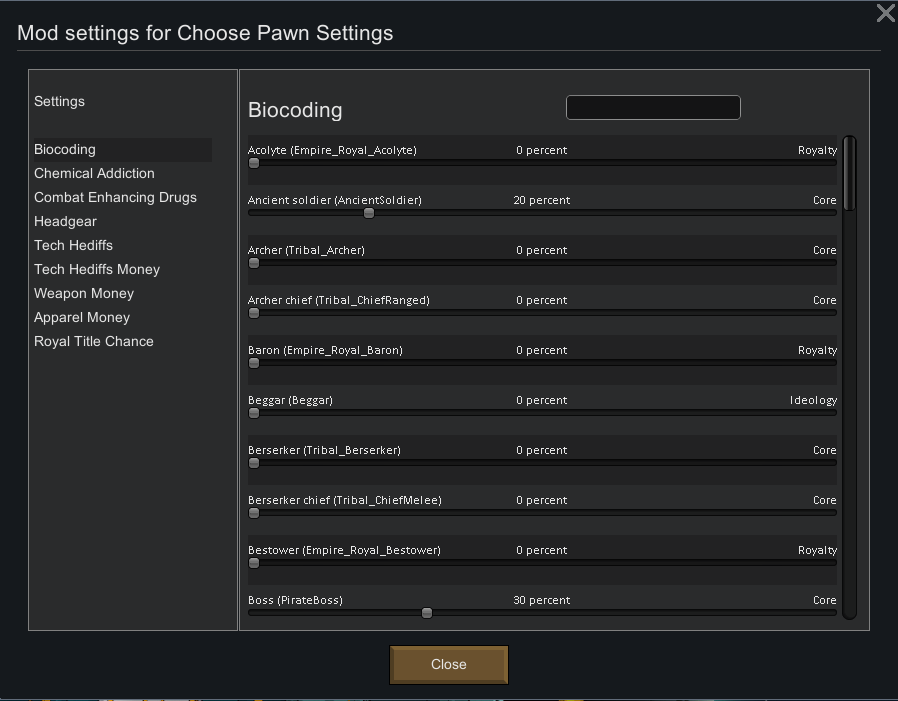 Mod settings for Choose Pawn Settings
Settings
Biocoding
Chemical Addiction
Combat Enhancing Drugs
Headgear
Tech Hediffs
Tech Hediffs Money
Weapon Money
Apparel Money
Royal Title Chance
Biocoding
Acolyte (Empire_Royal_Acolyte) 0 percent Royalty
Ancient soldier (AncientSoldier) 20 percent Core
Archer (Tribal_Archer) 0 percent Core
Archer chief (Tribal_ChiefRanged) 0 percent Core
Baron (Empire_Royal_Baron) 0 percent Royalty
Beggar (Beggar) 0 percent Ideology
Berserker (Tribal_Berserker) 0 percent Core
Berserker chief (Tribal_ChiefMelee) 0 percent Core
Bestower (Empire_Royal_Bestower) 0 percent Royalty
Boss (PirateBoss) 30 percent Core
Close